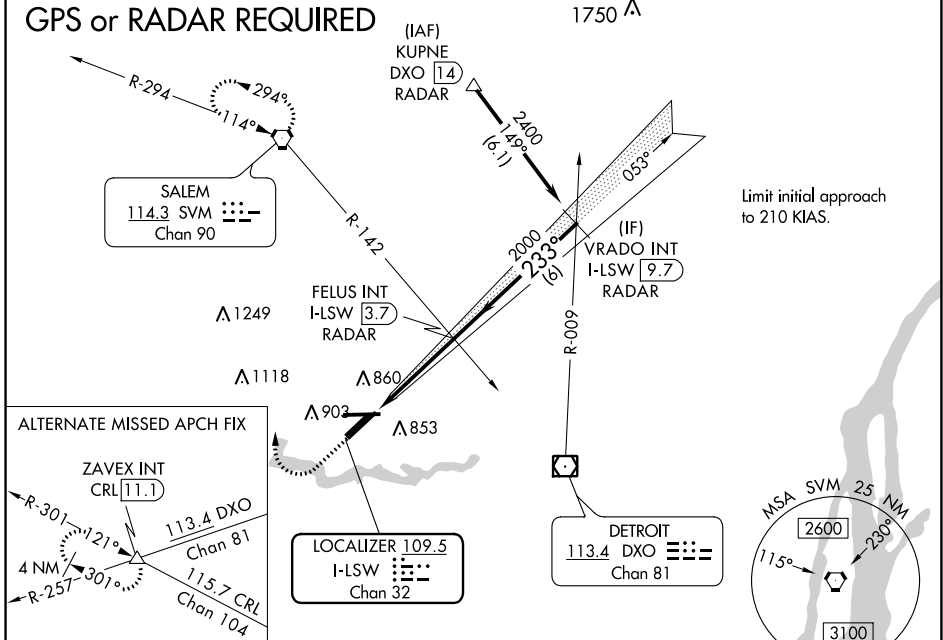 GPS or RADAR REQUIRED
1750
(IAF)
KUPNE
DXO 14
RADAR
R-294
294°
114°
2400
149°
(6.1)
053°
SALEM
114.3 SVM
Chan 90
Limit initial approach
to 210 KIAS.
R-142
2000
233°
(6)
(IF)
VRADO INT
I-LSW 9.7
RADAR
FELUS INT
I-LSW 3.7
RADAR
R-009
1249
1118
860
903
853
ALTERNATE MISSED APCH FIX
ZAVEX INT
CRL 11.1
R-301
121°
113.4 DXO
Chan 81
4 NM
301°
R-257
115.7 CRL
Chan 104
LOCALIZER 109.5
I-LSW
Chan 32
DETROIT
113.4 DXO
Chan 81
MSA SVM 25 NM
2600
230°
115°
3100